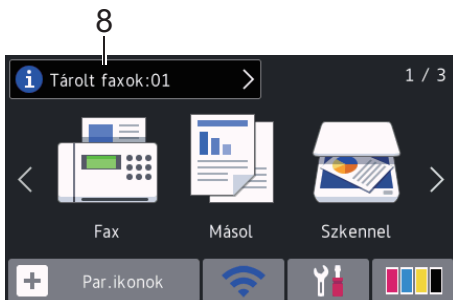 8
Tárolt faxok:01
1 / 3
Fax
Másol
Szkennel
Par.ikonok